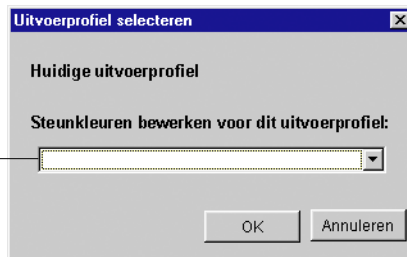 Uitvoerprofiel selecteren
Huidige uitvoerprofiel
Steunkleuren bewerken voor dit uitvoerprofiel:
OK
Annuleren